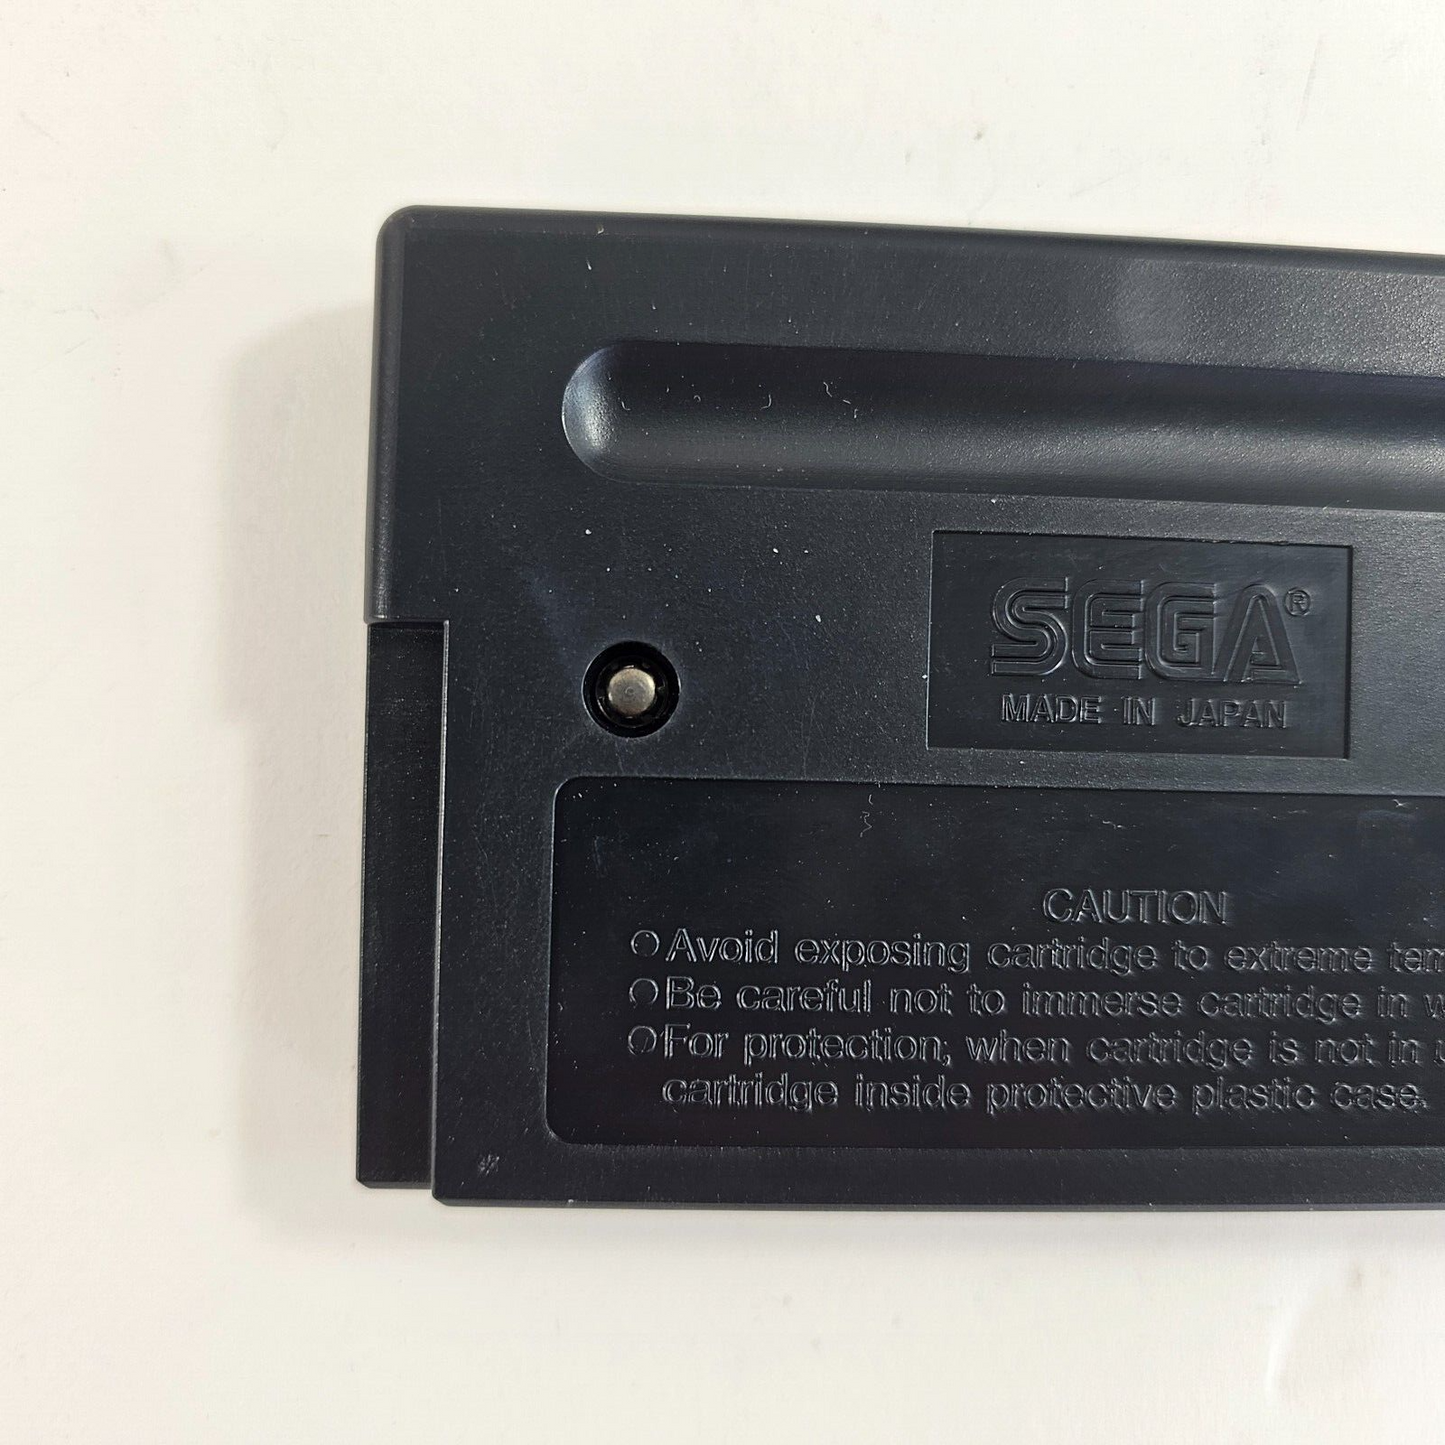 SEGA®
MADE IN JAPAN
CAUTION
Avoid exposing cartridge to extreme
Be careful not to immerse cartridge in
For protection, when cartridge is not in
cartridge inside protective plastic case.